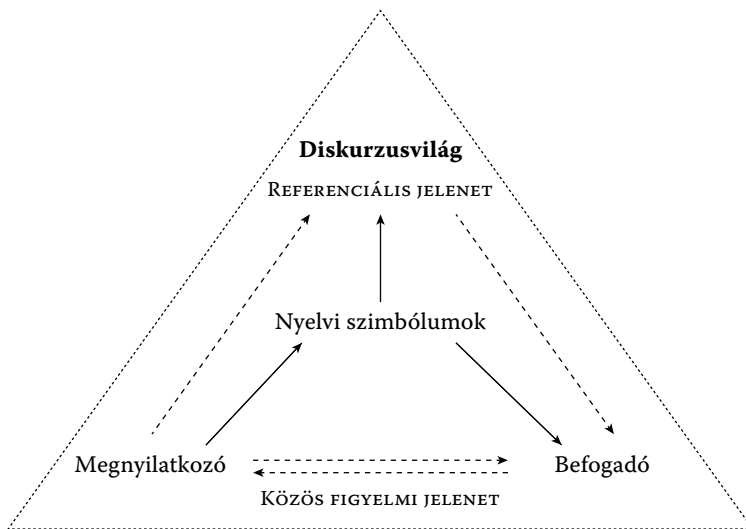 Diskurzusvilág
Referenciális jelenet
Nyelvi szimbólumok
Megnyilatkozó
Befogadó
Közös figyelmi jelenet